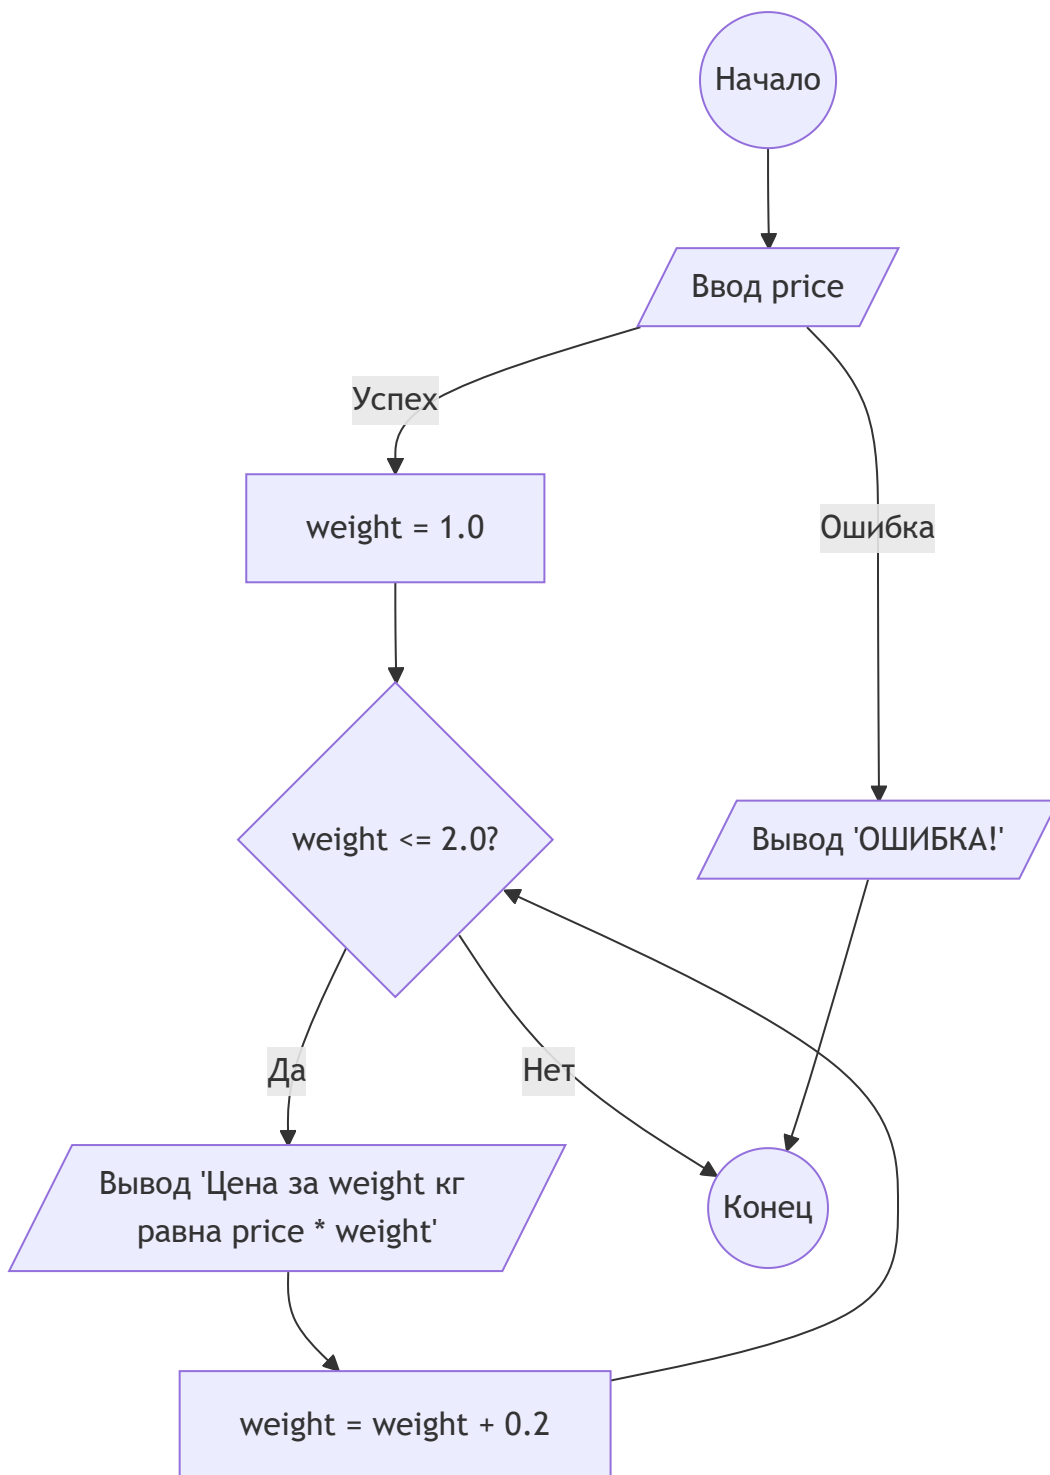 Начало
Ввод price
Успех
weight = 1.0
Ошибка
weight <= 2.0?
Вывод 'ОШИБКА!'
Да
Нет
Вывод 'Цена за weight кг
равна price * weight'
Конец
weight = weight + 0.2